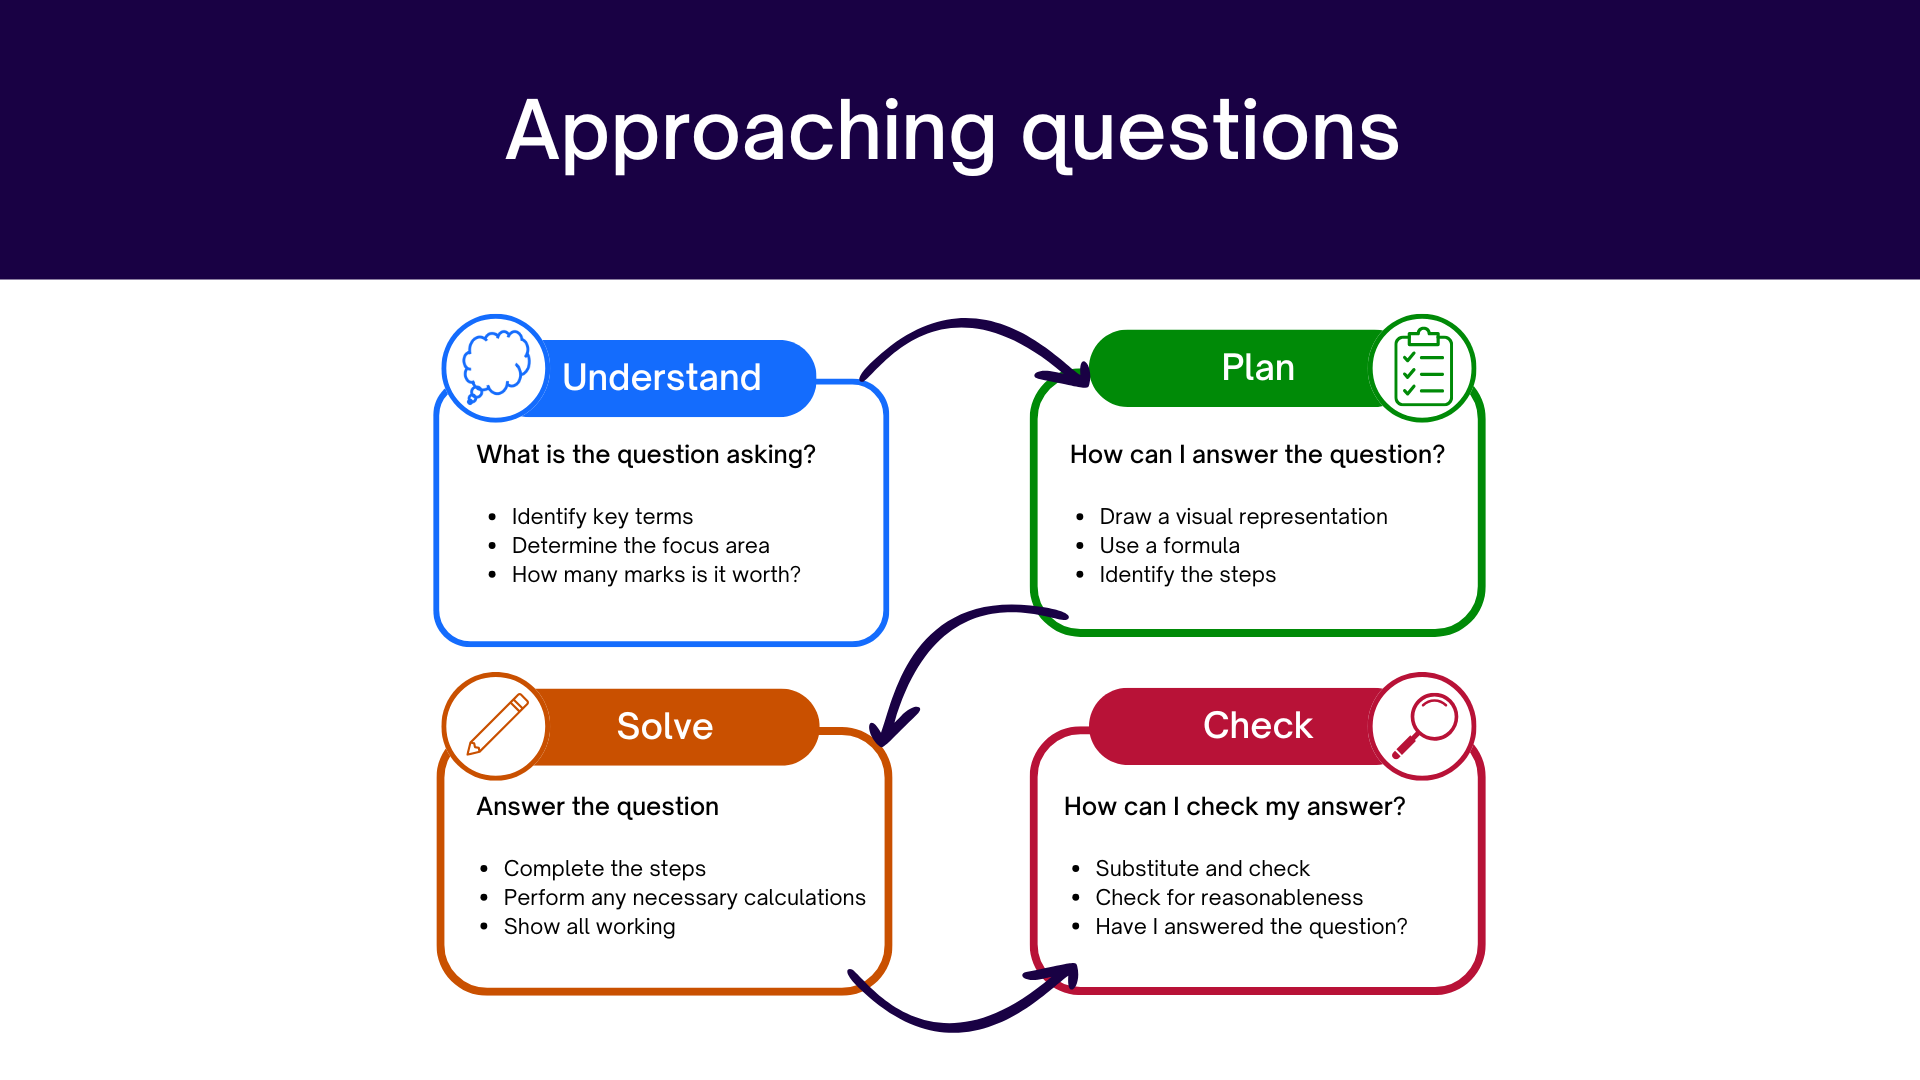 Approaching questions
Understand
What is the question asking?
• Identify key terms
• Determine the focus area
• How many marks is it worth?
Plan
How can I answer the question?
• Draw a visual representation
• Use a formula
• Identify the steps
Solve
Answer the question
• Complete the steps
• Perform any necessary calculations
• Show all working
Check
How can I check my answer?
• Substitute and check
• Check for reasonableness
• Have I answered the question?